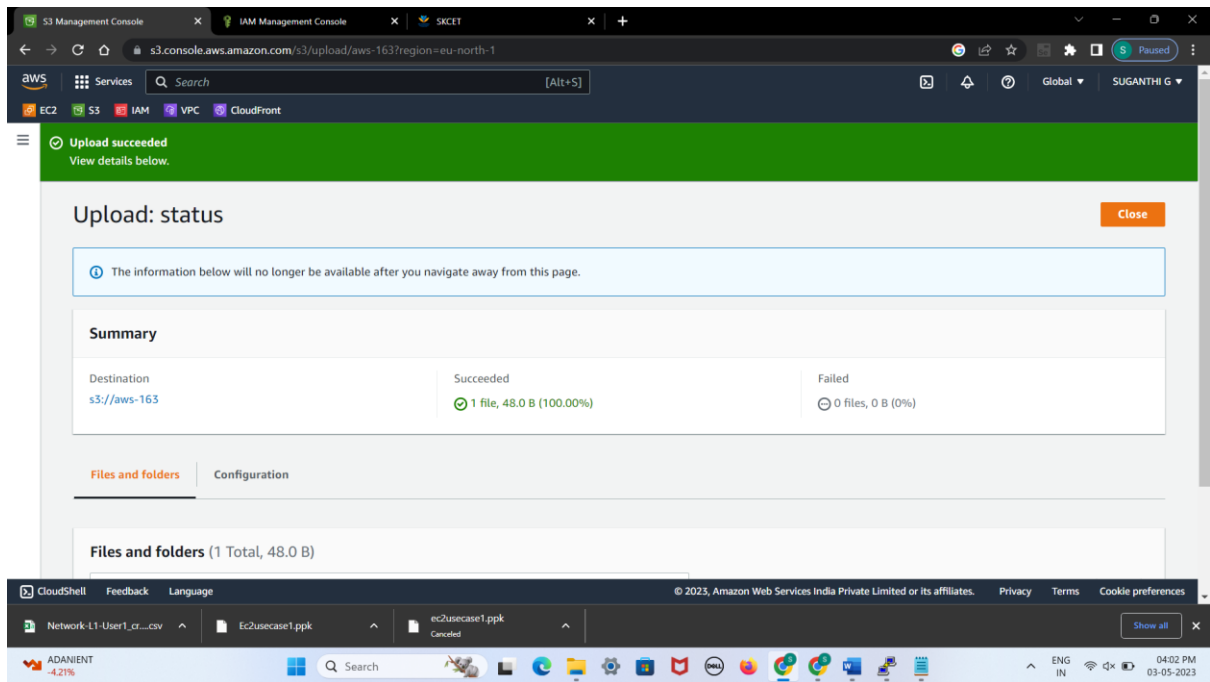 S3 Management Console
IAM Management Console
SKCET
s3.console.aws.amazon.com/s3/upload/aws-163?region=eu-north-1
S
Paused
aws
Services
Search
[Alt+S]
Global
SUGANTHI G
EC2
S3
IAM
VPC
CloudFront
Upload succeeded
View details below.
Upload: status
Close
The information below will no longer be available after you navigate away from this page.
Summary
Destination
s3://aws-163
Succeeded
1 file, 48.0 B (100.00%)
Failed
0 files, 0 B (0%)
Files and folders
Configuration
Files and folders (1 Total, 48.0 B)
CloudShell
Feedback
Language
© 2023, Amazon Web Services India Private Limited or its affiliates.
Privacy
Terms
Cookie preferences
Network-L1-User1_cr....csv
Ec2usecase1.ppk
ec2usecase1.ppk
Canceled
Show all
ADANIENT
-4.21%
Search
DELL
ENG
IN
04:02 PM
03-05-2023